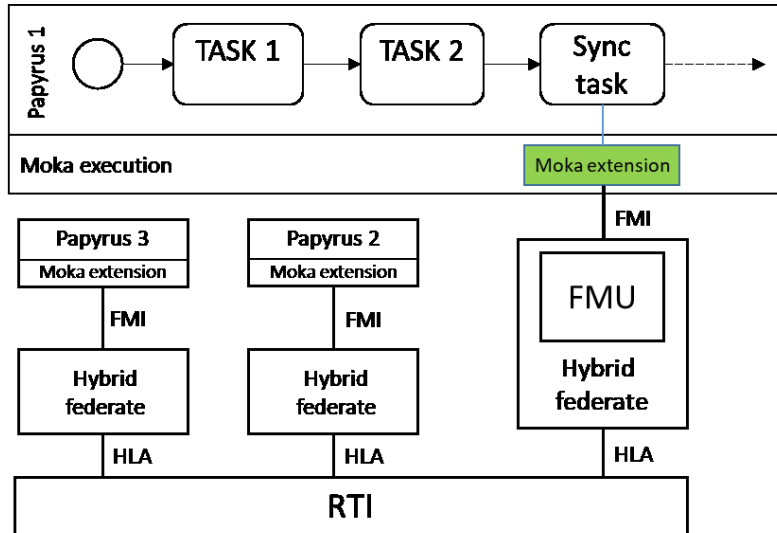 Papyrus 1
TASK 1
TASK 2
Sync
task
Moka execution
Moka extension
FMI
Papyrus 3
Moka extension
FMI
Hybrid
federate
HLA
Papyrus 2
Moka extension
FMI
Hybrid
federate
HLA
FMU
Hybrid
federate
HLA
RTI